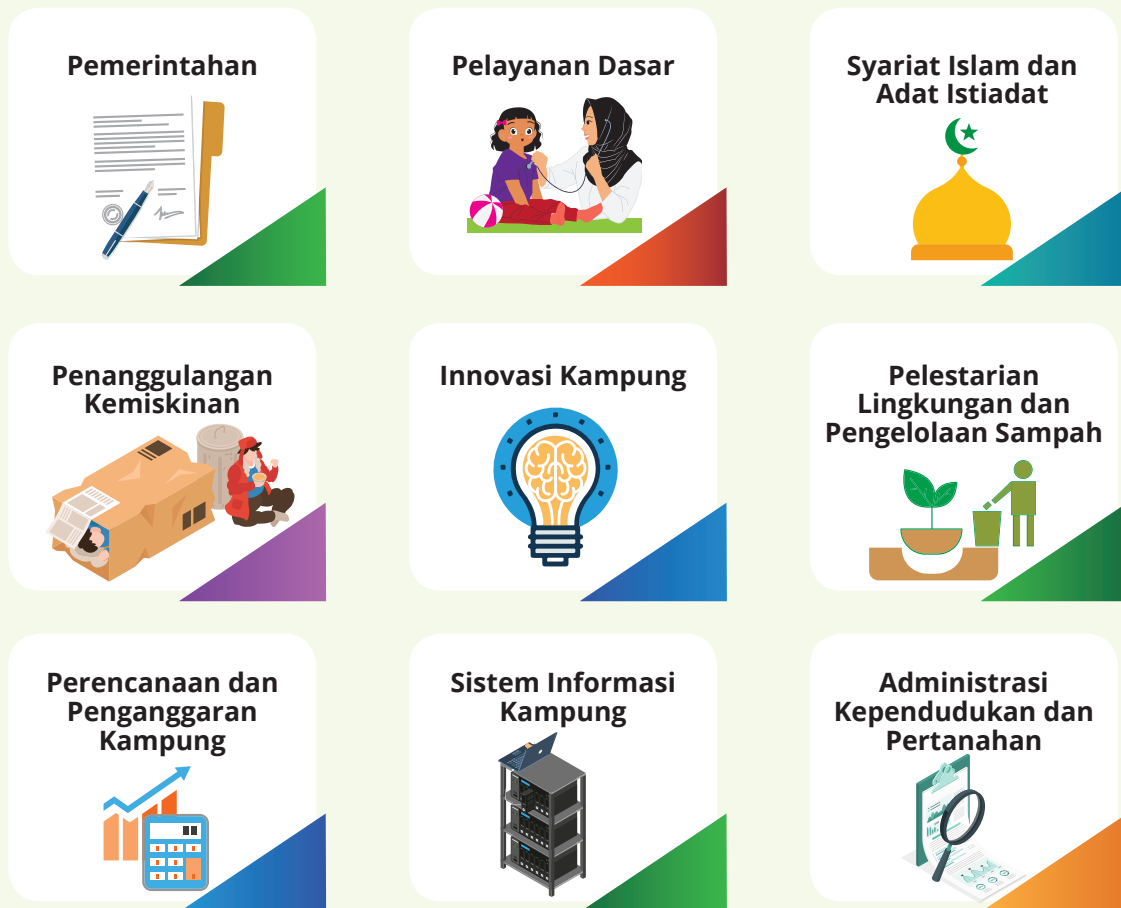 Pemerintahan
Pelayanan Dasar
Syariat Islam dan
Adat Istiadat
Penanggulangan
Kemiskinan
Innovasi Kampung
Pelestarian
Lingkungan dan
Pengelolaan Sampah
Perencanaan dan
Penganggaran
Kampung
Sistem Informasi
Kampung
Administrasi
Kependudukan dan
Pertanahan